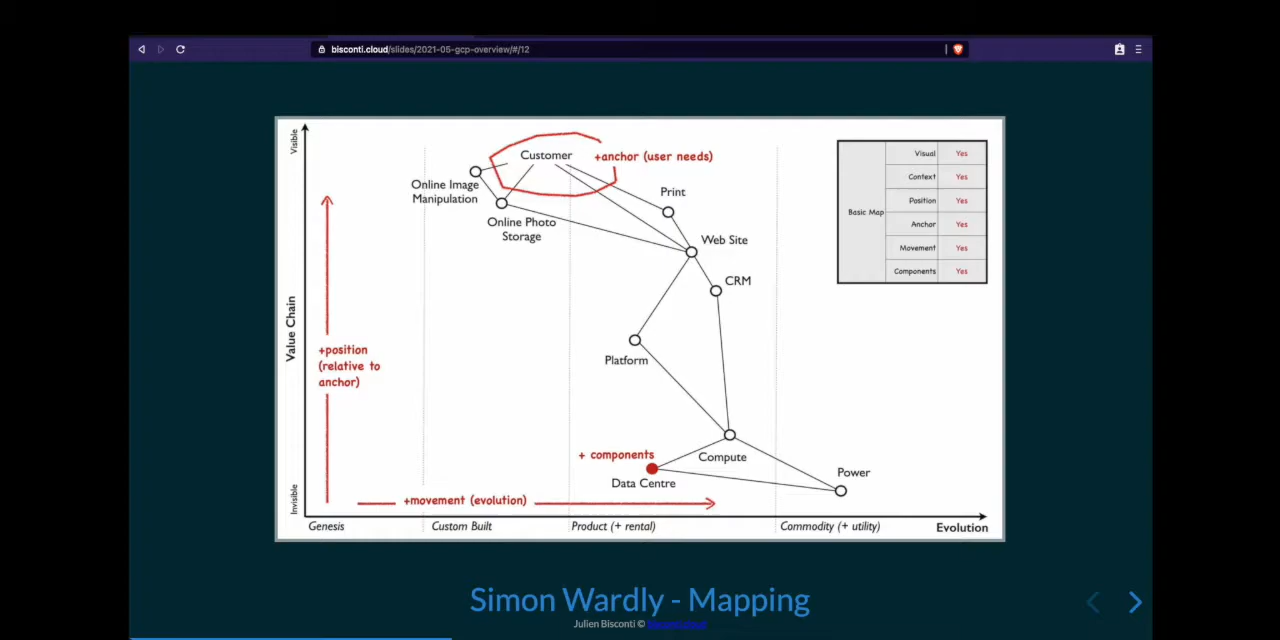 bisconti.cloud/slides/2021-05-gcp-overview/#/12
Visible
Value Chain
Invisible
Customer
+anchor (user needs)
Online Image
Manipulation
Online Photo
Storage
Print
Web Site
CRM
Platform
+position
(relative to
anchor)
+ components
Compute
Data Centre
Power
+movement (evolution)
Genesis
Custom Built
Product (+ rental)
Commodity (+ utility)
Evolution
Basic Map
Visual Yes
Context Yes
Position Yes
Anchor Yes
Movement Yes
Components Yes
Simon Wardly - Mapping
Julien Bisconti ©